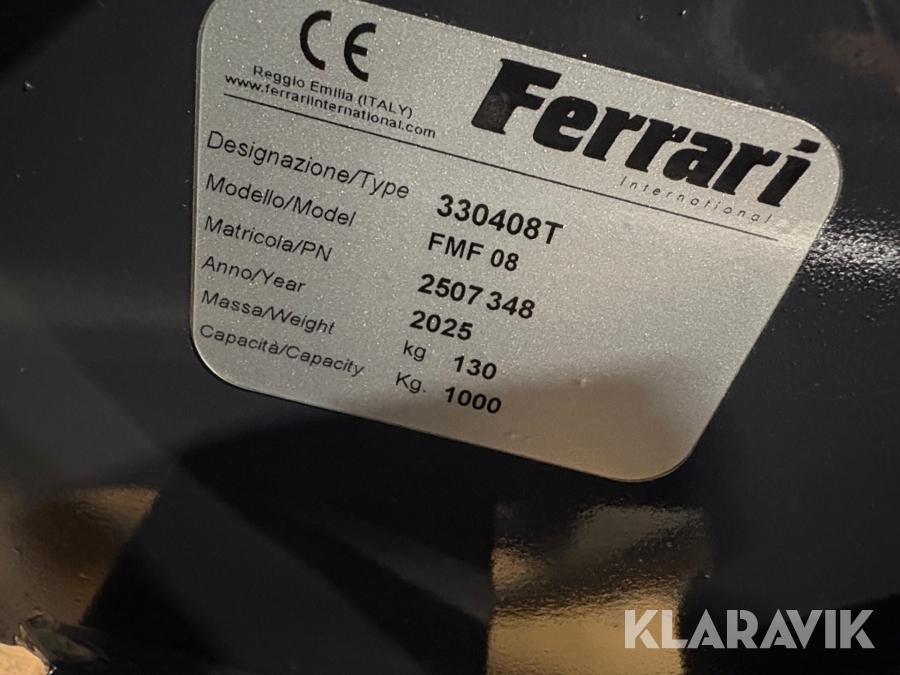 CE
Reggio Emilia (ITALY)
www.ferrariinternational.com
Ferrari
International
Designazione/Type 330408T
Modello/Model FMF 08
Matricola/PN 2507 348
Anno/Year 2025
Massa/Weight kg 130
Capacità/Capacity Kg. 1000
KLARAVIK